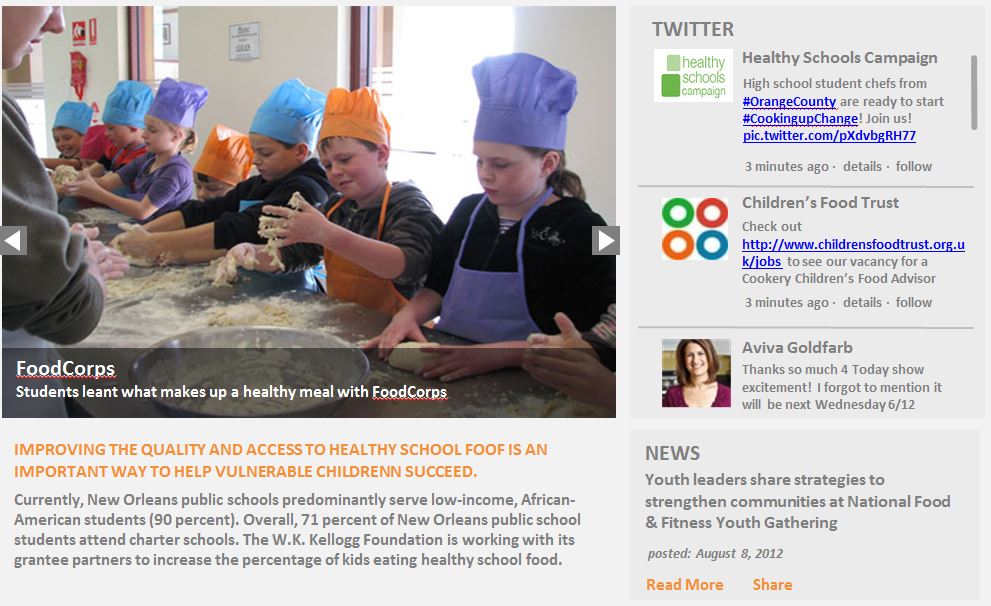 FoodCorps
Students leant what makes up a healthy meal with FoodCorps
IMPROVING THE QUALITY AND ACCESS TO HEALTHY SCHOOL FOOF IS AN
IMPORTANT WAY TO HELP VULNERABLE CHILDRENN SUCCEED.
Currently, New Orleans public schools predominantly serve low-income, African-
American students (90 percent). Overall, 71 percent of New Orleans public school
students attend charter schools. The W.K. Kellogg Foundation is working with its
grantee partners to increase the percentage of kids eating healthy school food.
TWITTER
healthy
schools
campaign
Healthy Schools Campaign
High school student chefs from
#OrangeCounty are ready to start
#CookingupChange! Join us!
pic.twitter.com/pXdvbgRH77
3 minutes ago · details · follow
Children's Food Trust
Check out
http://www.childrensfoodtrust.org.u
k/jobs to see our vacancy for a
Cookery Children's Food Advisor
3 minutes ago · details · follow
Aviva Goldfarb
Thanks so much 4 Today show
excitement! I forgot to mention it
will be next Wednesday 6/12
NEWS
Youth leaders share strategies to
strengthen communities at National Food
& Fitness Youth Gathering
posted: August 8, 2012
Read More Share